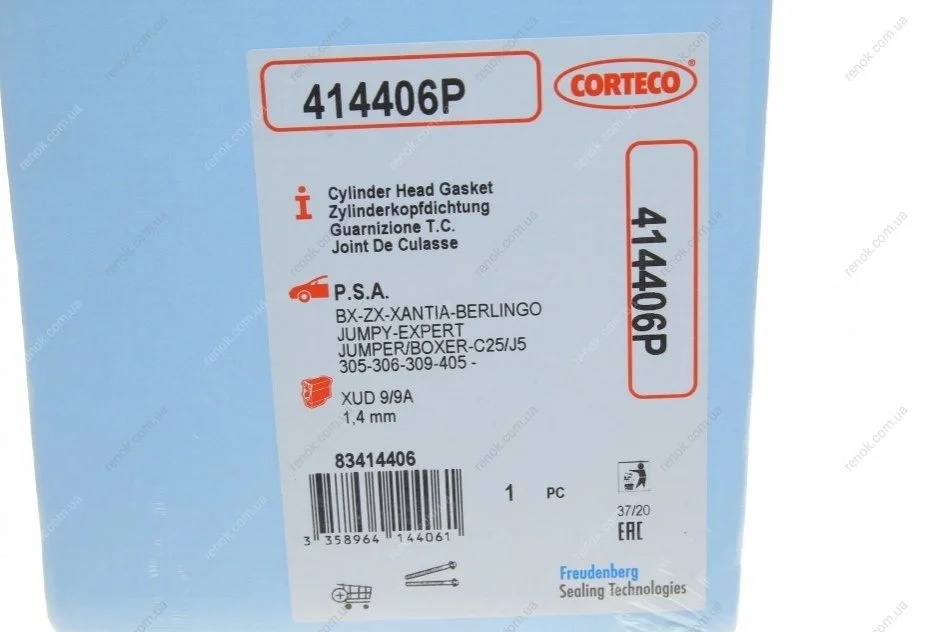 414406P
CORTECO®
414406P
i Cylinder Head Gasket
Zylinderkopfdichtung
Guarnizione T.C.
Joint De Culasse
P.S.A.
BX-ZX-XANTIA-BERLINGO
JUMPY-EXPERT
JUMPER/BOXER-C25/J5
305-306-309-405 -
XUD 9/9A
1,4 mm
83414406
3 358964 144061
1 PC
37/20
EAC
Freudenberg
Sealing Technologies
renok.com.ua